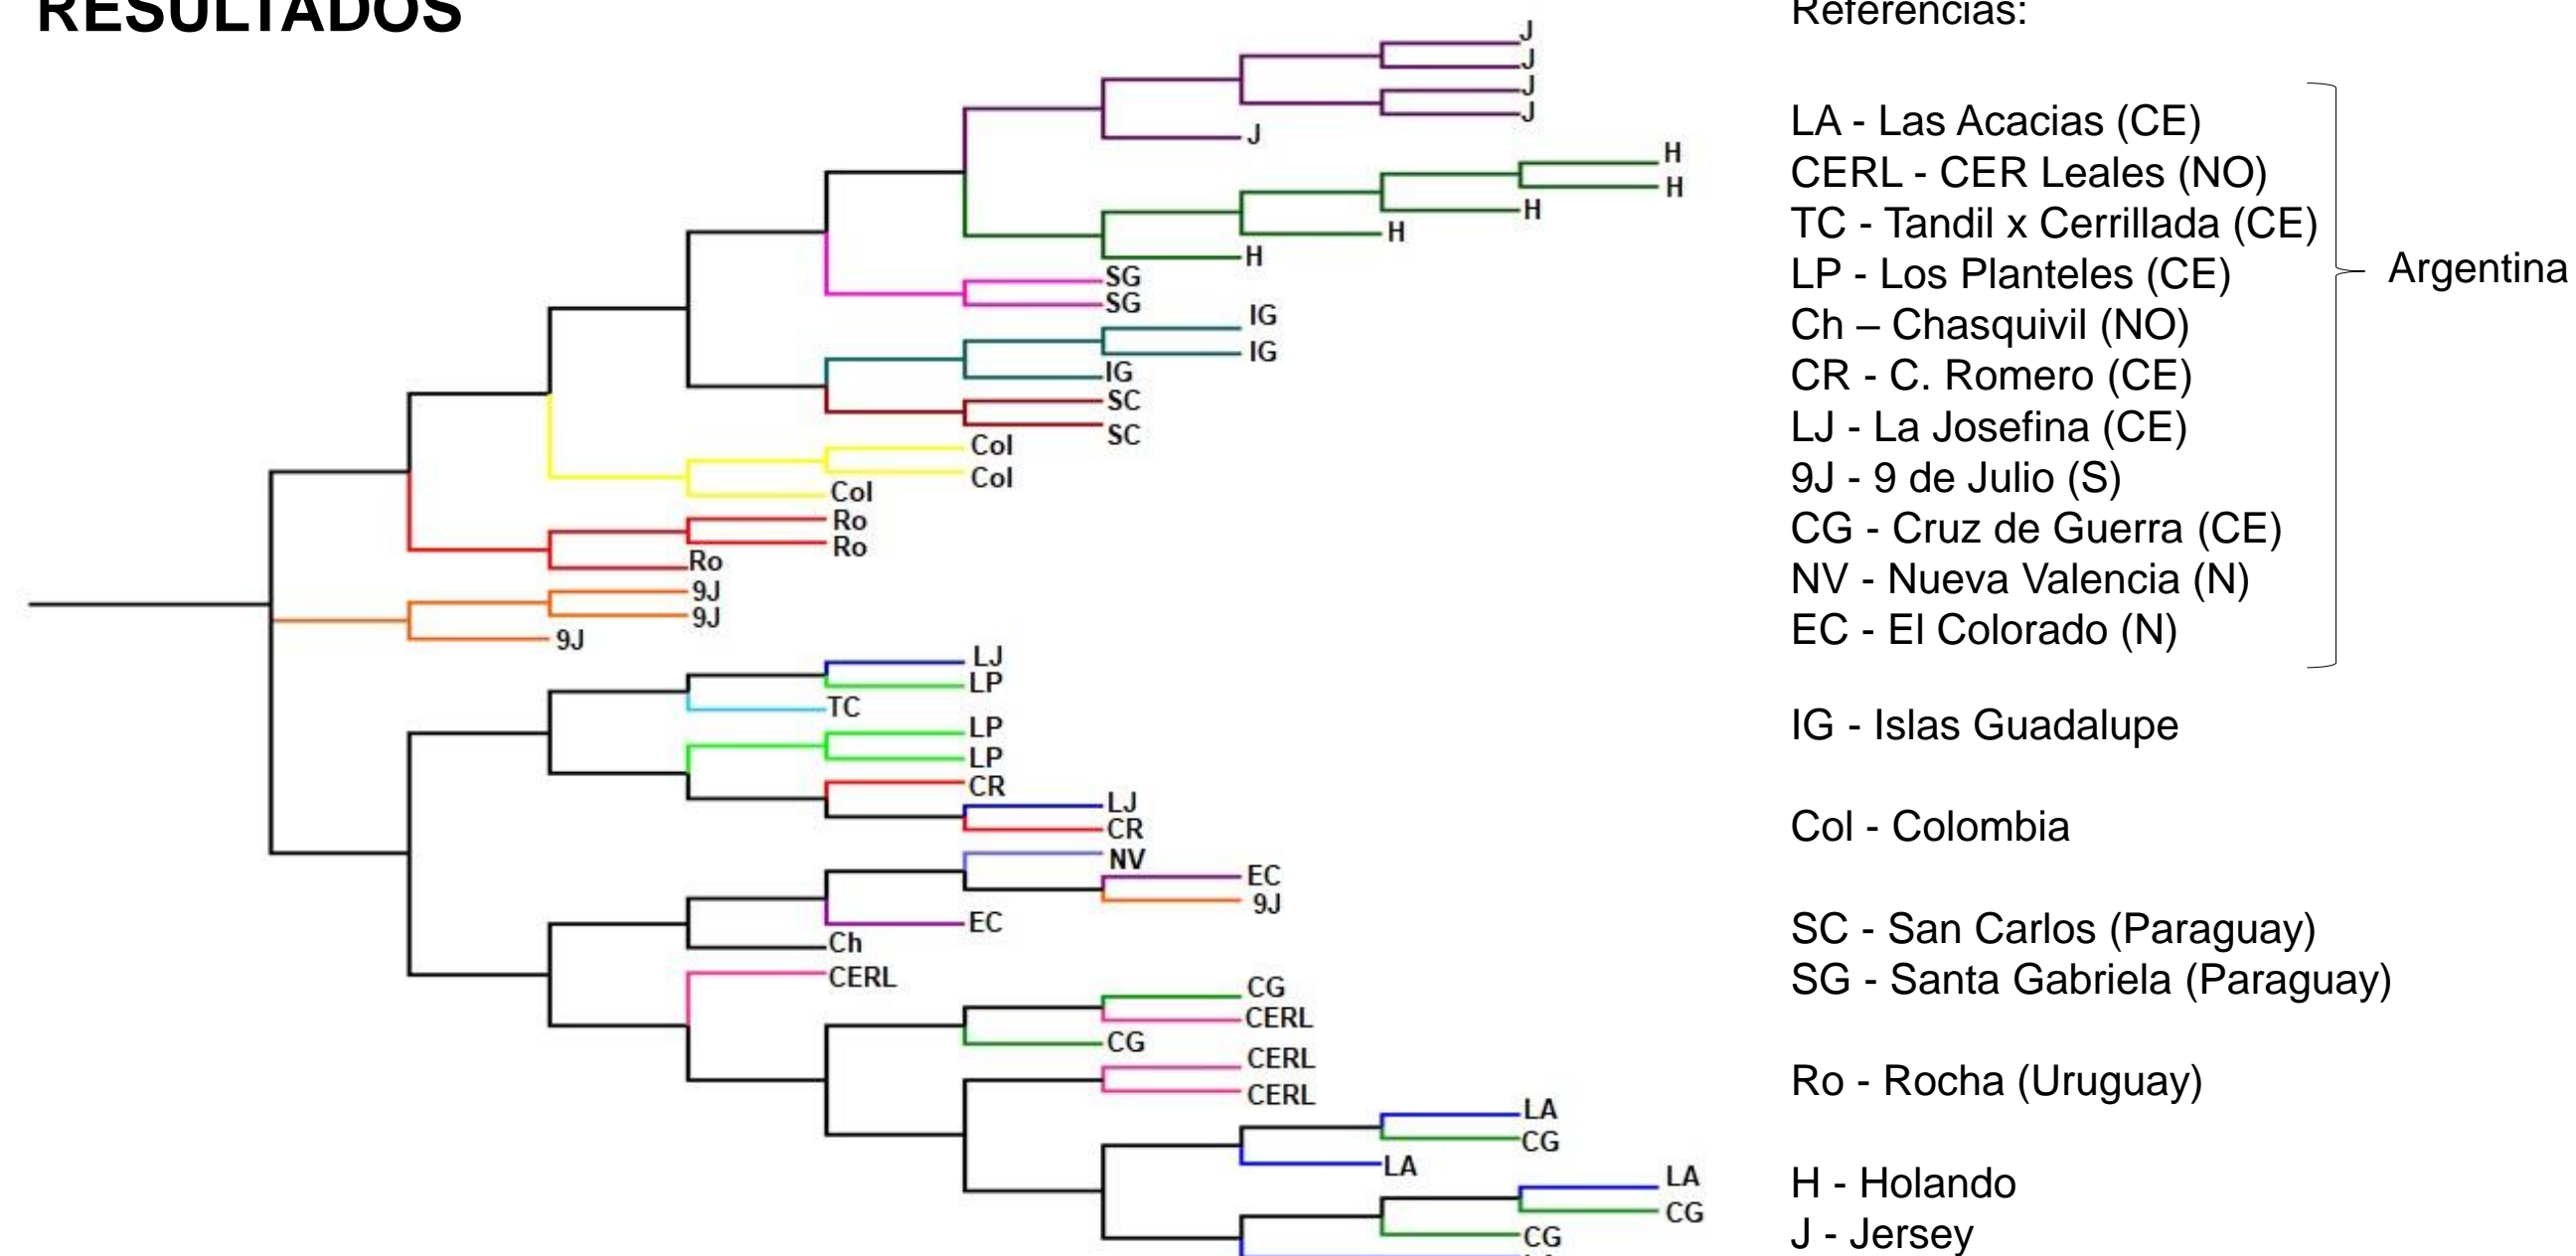 RESULTADOS
J
J
J
J
J
H
H
H
H
H
SG
SG
IG
IG
IG
SC
SC
Col
Col
Col
Ro
Ro
Ro
9J
9J
9J
LJ
LP
TC
LP
LP
CR
LJ
CR
NV
EC
9J
EC
Ch
CERL
CG
CERL
CG
CERL
CERL
LA
CG
LA
LA
CG
CG
Referencias:
LA - Las Acacias (CE)
CERL - CER Leales (NO)
TC - Tandil x Cerrillada (CE)
LP - Los Planteles (CE)
Ch – Chasquivil (NO)
CR - C. Romero (CE)
LJ - La Josefina (CE)
9J - 9 de Julio (S)
CG - Cruz de Guerra (CE)
NV - Nueva Valencia (N)
EC - El Colorado (N)
Argentina
IG - Islas Guadalupe
Col - Colombia
SC - San Carlos (Paraguay)
SG - Santa Gabriela (Paraguay)
Ro - Rocha (Uruguay)
H - Holando
J - Jersey